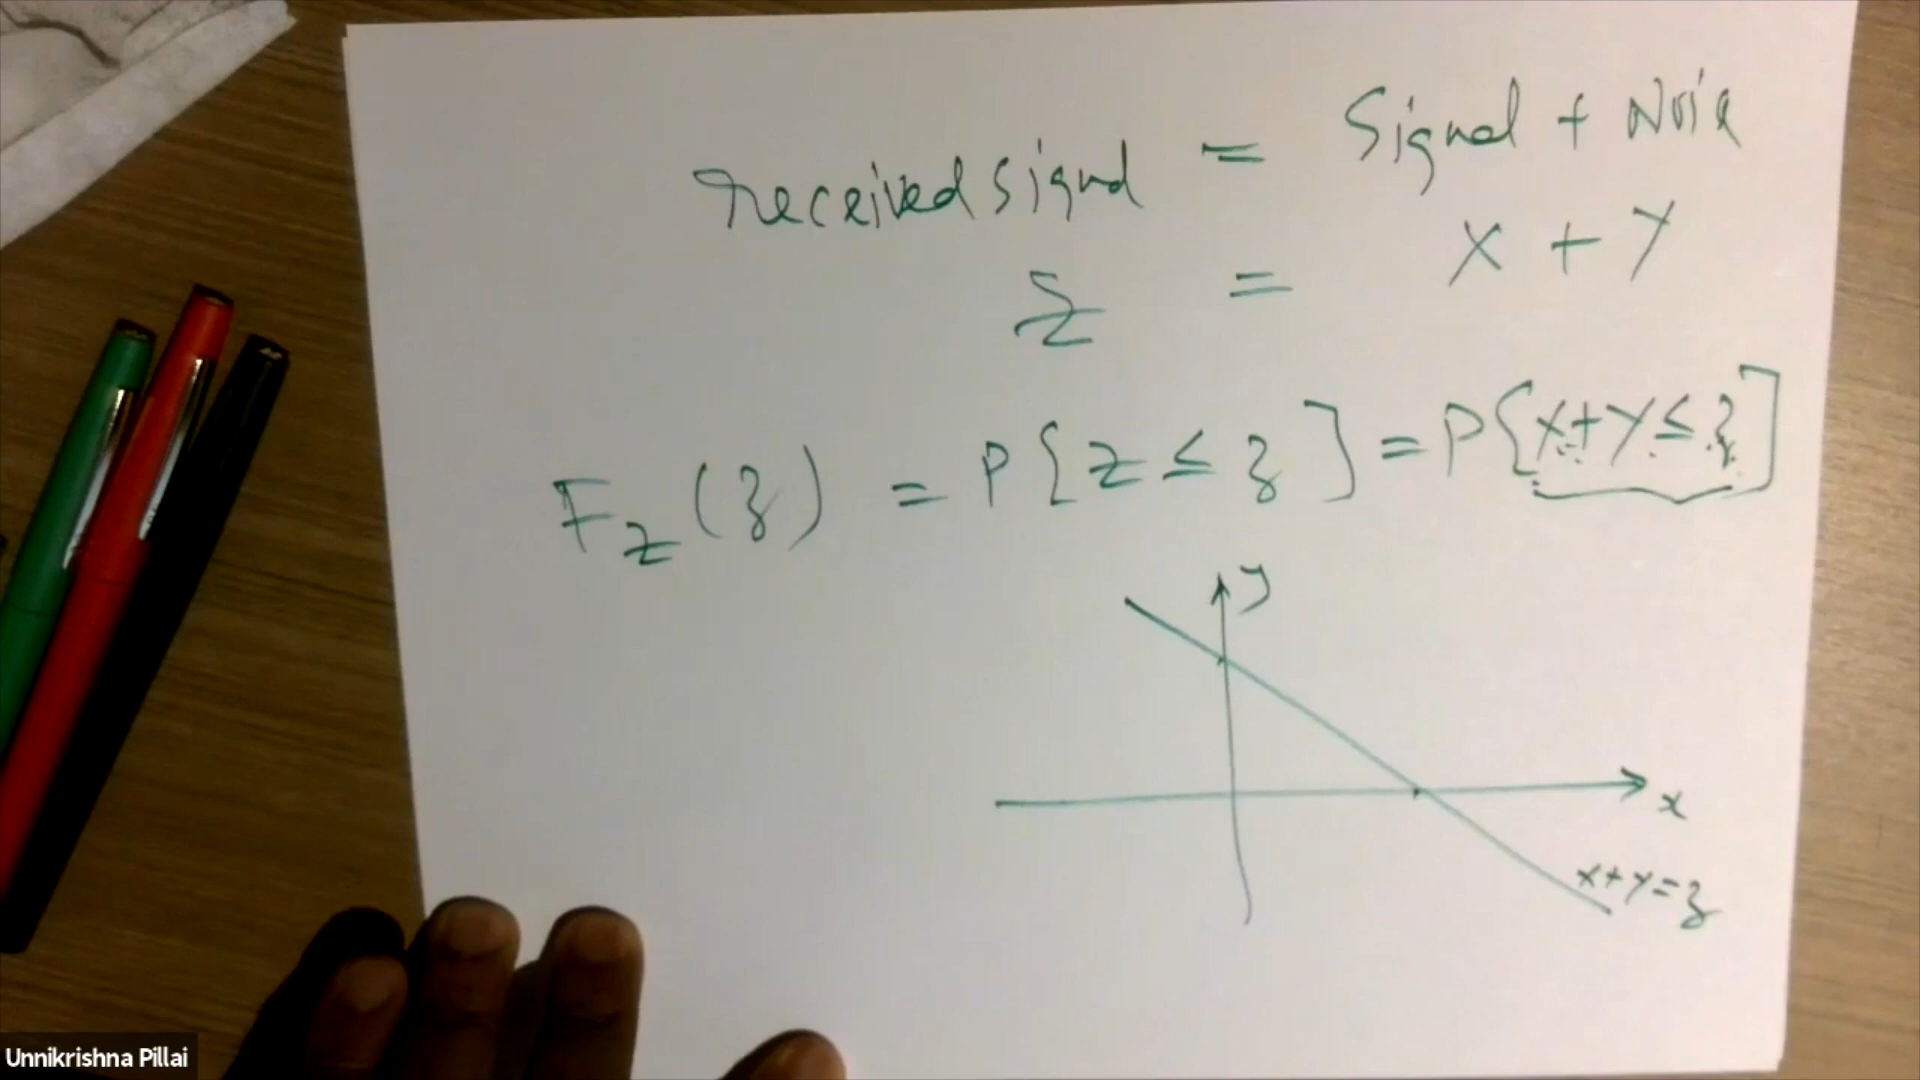 received signal = Signal + Noise
Z = X + Y
F_Z(z) = P{Z ≤ z] = P{X+Y ≤ z]
y
x
x+y=z
Unnikrishna Pillai